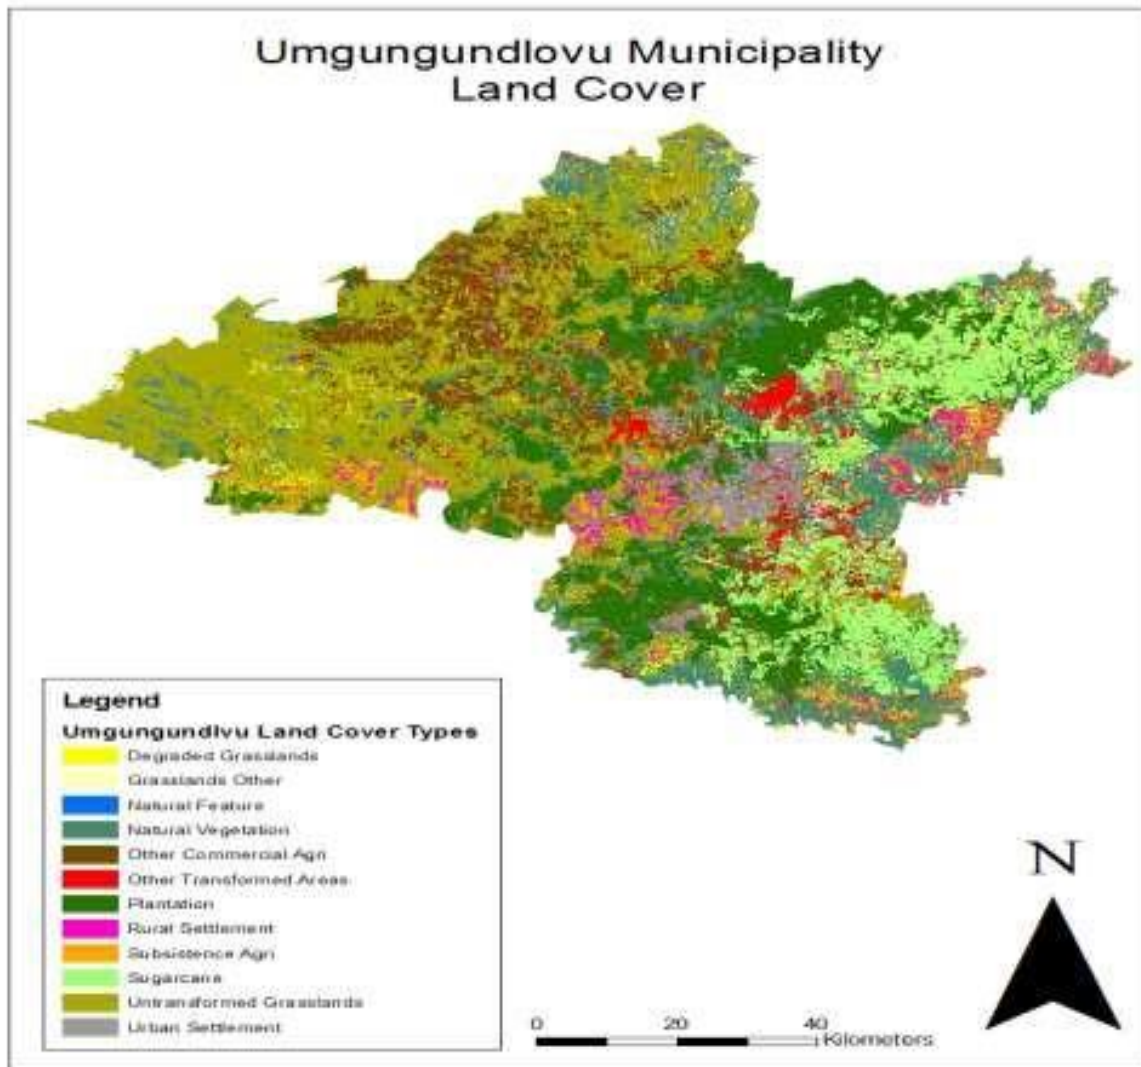 Umgungundlovu Municipality
Land Cover
Legend
Umgungundlvu Land Cover Types
Degraded Grasslands
Grasslands Other
Natural Feature
Natural Vegetation
Other Commercial Agri
Other Transformed Areas
Plantation
Rural Settlement
Subsistence Agri
Sugarcane
Untransformed Grasslands
Urban Settlement
N
0 20 40
Kilometers